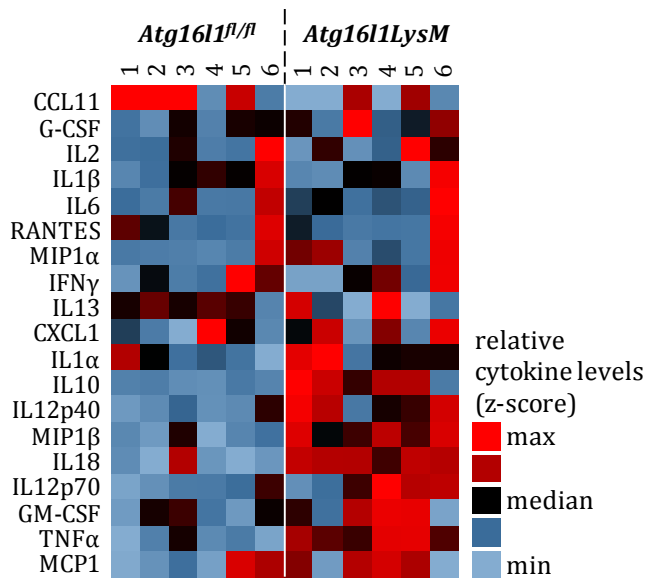 Atg16l1fl/fl Atg16l1LysM
1 2 3 4 5 6 1 2 3 4 5 6
CCL11
G-CSF
IL2
IL1β
IL6
RANTES
MIP1α
IFNγ
IL13
CXCL1
IL1α
IL10
IL12p40
MIP1β
IL18
IL12p70
GM-CSF
TNFα
MCP1
relative
cytokine levels
(z-score)
max
median
min